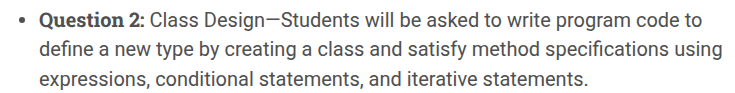 • Question 2: Class Design—Students will be asked to write program code to
define a new type by creating a class and satisfy method specifications using
expressions, conditional statements, and iterative statements.